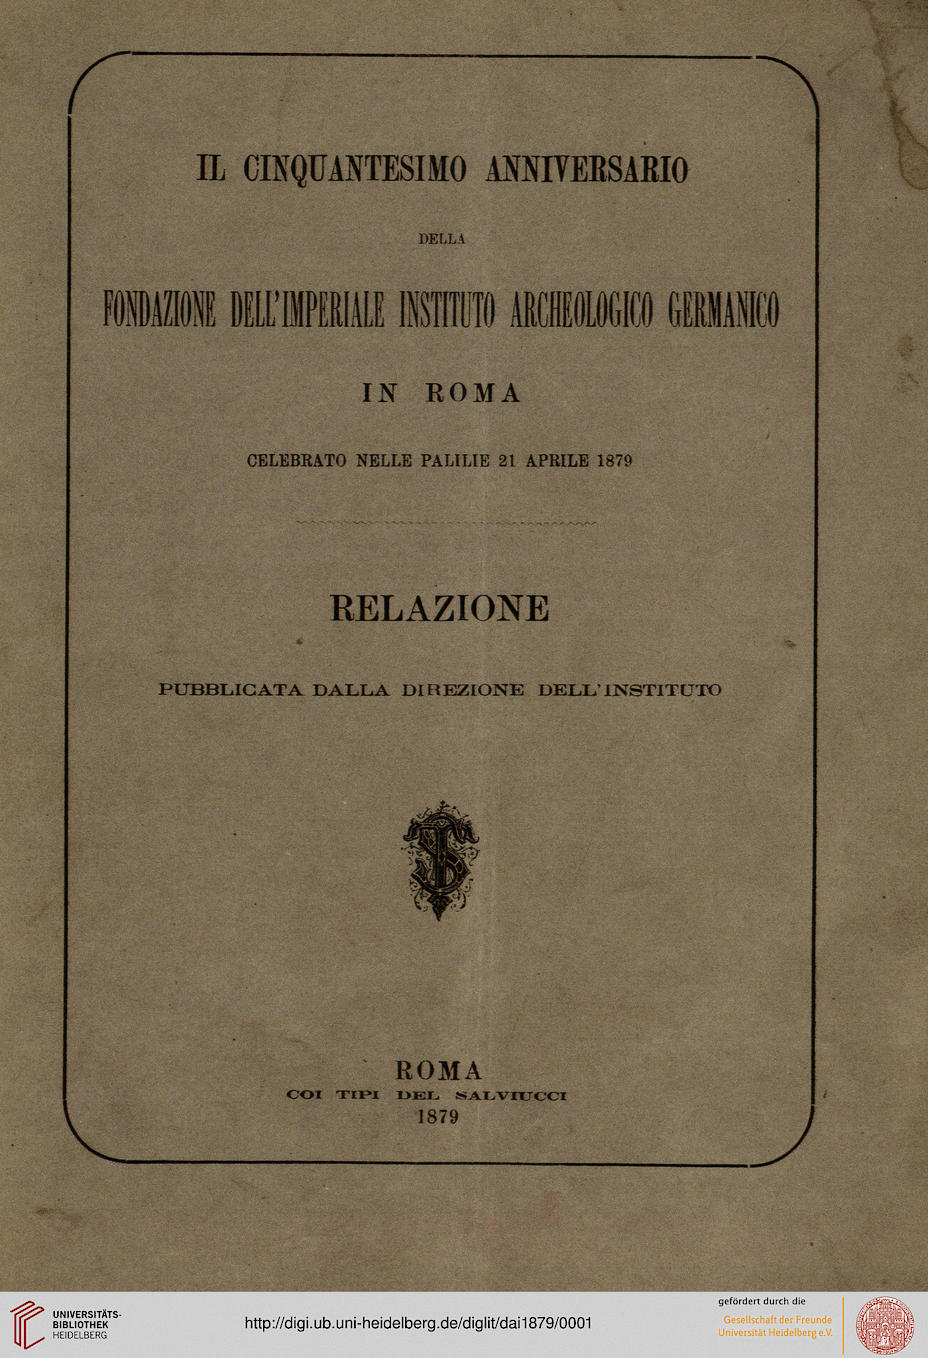 IL CINQUANTESIMO ANNIVERSARIO
DELLA
FONDAZIONE DELL'IMPERIALE INSTITUTO ARCHEOLOGICO GERMANICO
IN ROMA
CELEBRATO NELLE PALILIE 21 APRILE 1879
RELAZIONE
PUBBLICATA DALLA DIREZIONE DELL'INSTITUTO
ROMA
COI TIPI DEL SALVIUCCI
1879
UNIVERSITÄTS-
BIBLIOTHEK
HEIDELBERG
http://digi.ub.uni-heidelberg.de/diglit/dai1879/0001
gefördert durch die
Gesellschaft der Freunde
Universität Heidelberg e.V.